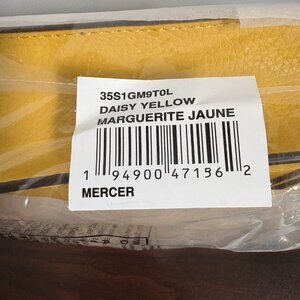 35S1GM9T0L
DAISY YELLOW
MARGUERITE JAUNE
1 94900 47156 2
MERCER